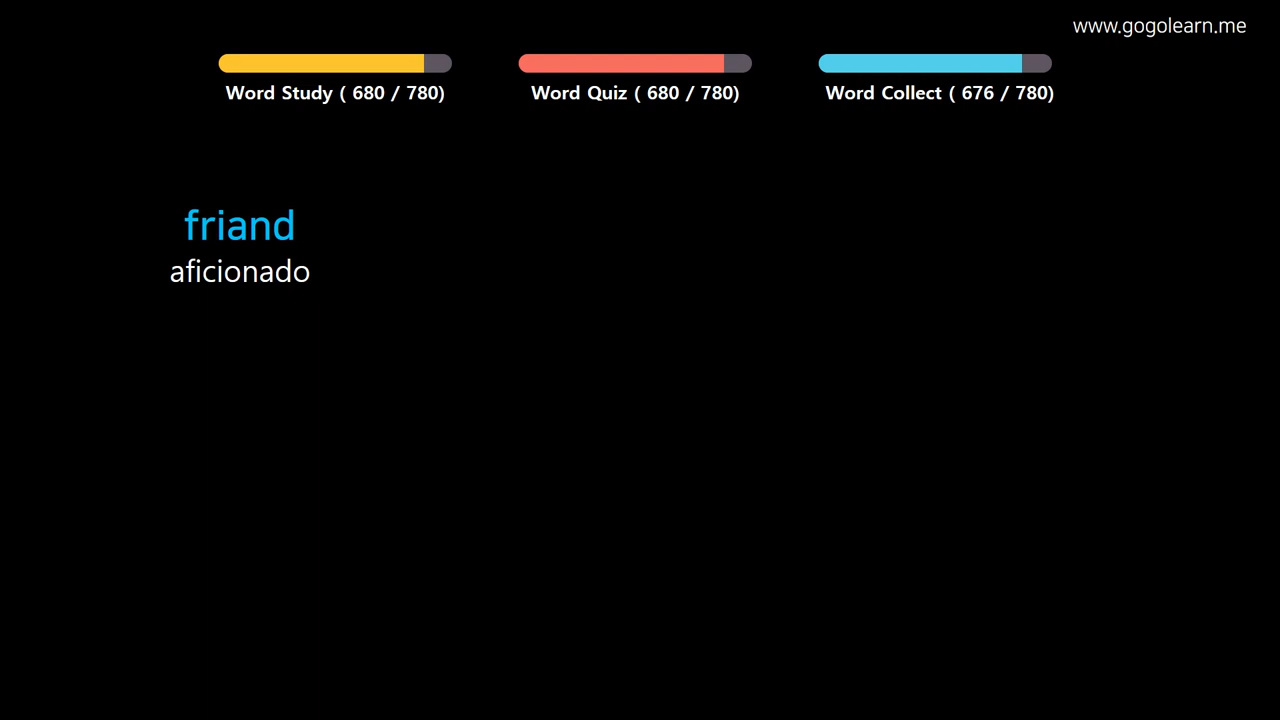 www.gogolearn.me
Word Study ( 680 / 780)
Word Quiz ( 680 / 780)
Word Collect ( 676 / 780)
friand
aficionado